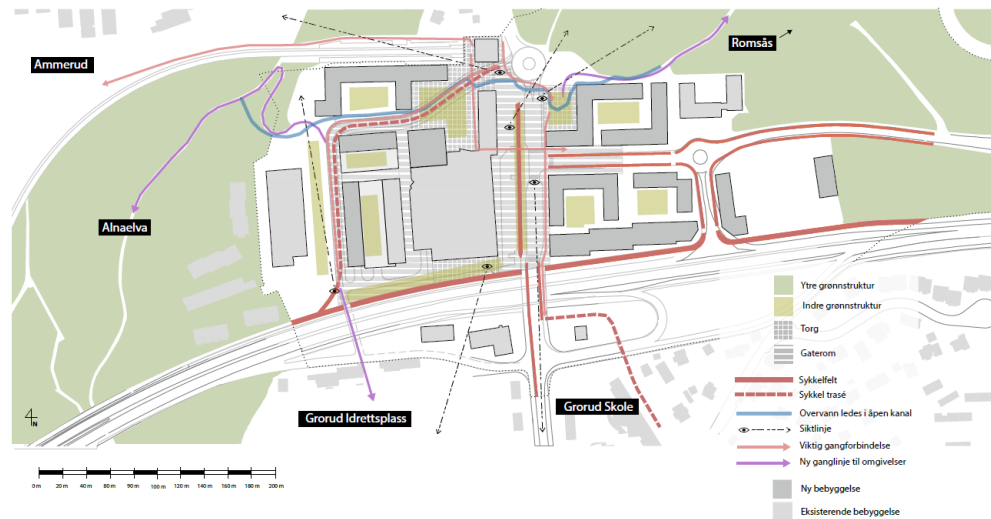 Romsås
Ammerud
Alnaelva
Grorud Idrettsplass
Grorud Skole
N
0 m 20 m 40 m 60 m 80 m 100 m 120 m 140 m 160 m 180 m 200 m
Ytre grønnstruktur
Indre grønnstruktur
Torg
Gaterom
Sykkelfelt
Sykkel trasé
Overvann ledes i åpen kanal
Siktlinje
Viktig gangforbindelse
Ny ganglinje til omgivelser
Ny bebyggelse
Eksisterende bebyggelse